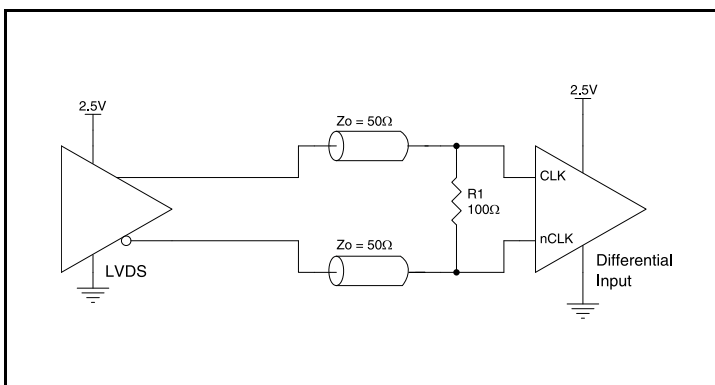 2.5V
2.5V
Zo = 50Ω
CLK
R1
100Ω
nCLK
Zo = 50Ω
LVDS
Differential
Input